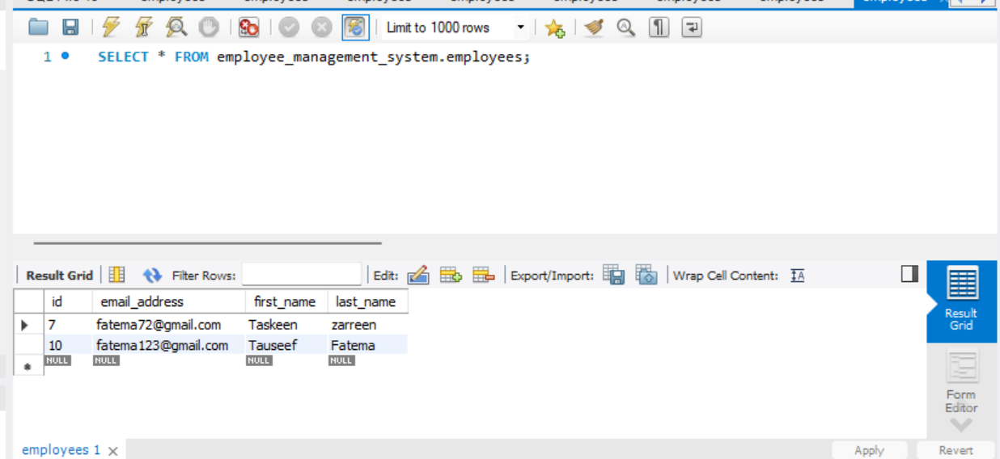 Limit to 1000 rows
1 SELECT * FROM employee_management_system.employees;
Result Grid Filter Rows: Edit: Export/Import: Wrap Cell Content: IA
id email_address first_name last_name
7 fatema72@gmail.com Taskeen zarreen
10 fatema123@gmail.com Tauseef Fatema
NULL NULL NULL NULL
Result
Grid
Form
Editor
employees 1
Apply Revert